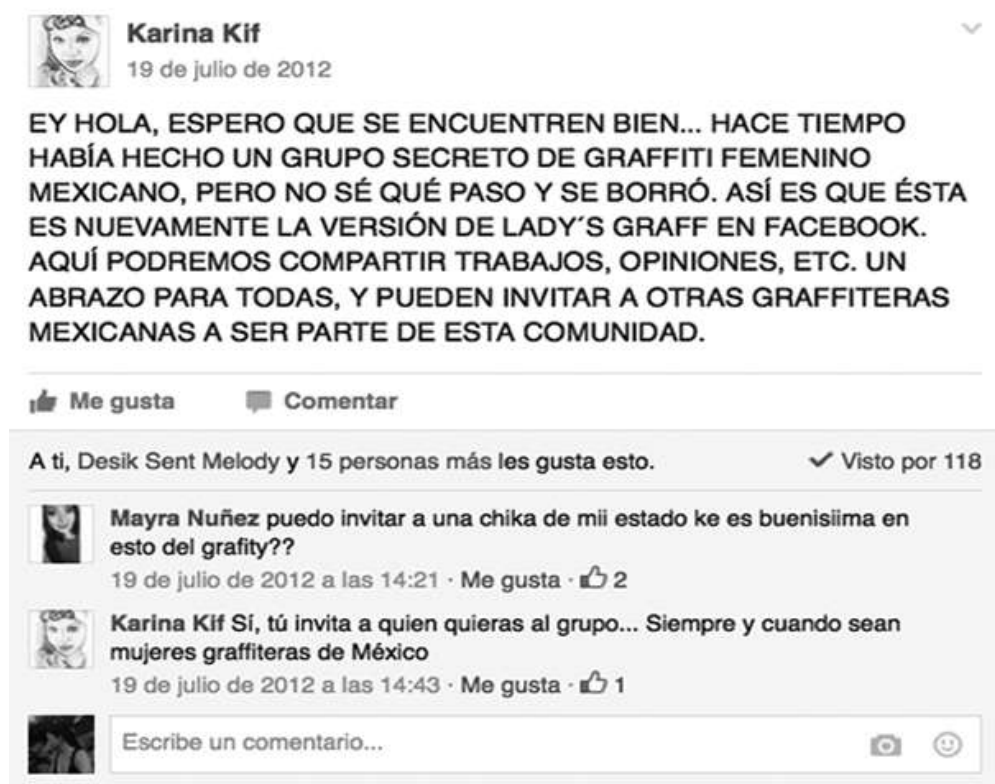 Karina Kif
19 de julio de 2012
EY HOLA, ESPERO QUE SE ENCUENTREN BIEN... HACE TIEMPO
HABÍA HECHO UN GRUPO SECRETO DE GRAFFITI FEMENINO
MEXICANO, PERO NO SÉ QUÉ PASO Y SE BORRÓ. ASÍ ES QUE ÉSTA
ES NUEVAMENTE LA VERSIÓN DE LADY´S GRAFF EN FACEBOOK.
AQUÍ PODREMOS COMPARTIR TRABAJOS, OPINIONES, ETC. UN
ABRAZO PARA TODAS, Y PUEDEN INVITAR A OTRAS GRAFFITERAS
MEXICANAS A SER PARTE DE ESTA COMUNIDAD.
Me gusta Comentar
A ti, Desik Sent Melody y 15 personas más les gusta esto. Visto por 118
Mayra Nuñez puedo invitar a una chika de mii estado ke es buenisiima en
esto del grafity??
19 de julio de 2012 a las 14:21 · Me gusta · 2
Karina Kif Sí, tú invita a quien quieras al grupo... Siempre y cuando sean
mujeres graffiteras de México
19 de julio de 2012 a las 14:43 · Me gusta · 1
Escribe un comentario...